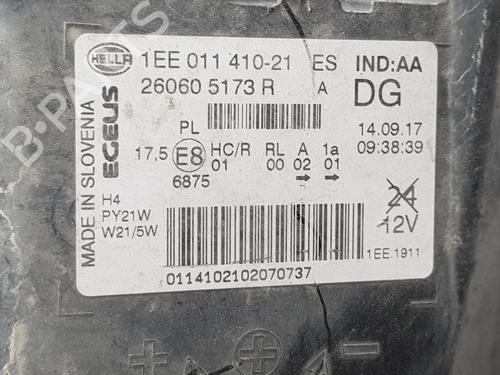 HELLA
1EE 011 410-21 ES IND:AA
26060 5173 R A DG
MADE IN SLOVENIA
EGEUS
PL
14.09.17
17,5 E8 HC/R RL A 1a
01 00 02 01
09:38:39
6875
H4
PY21W
W21/5W
24
12V
1EE.1911
0114102102070737